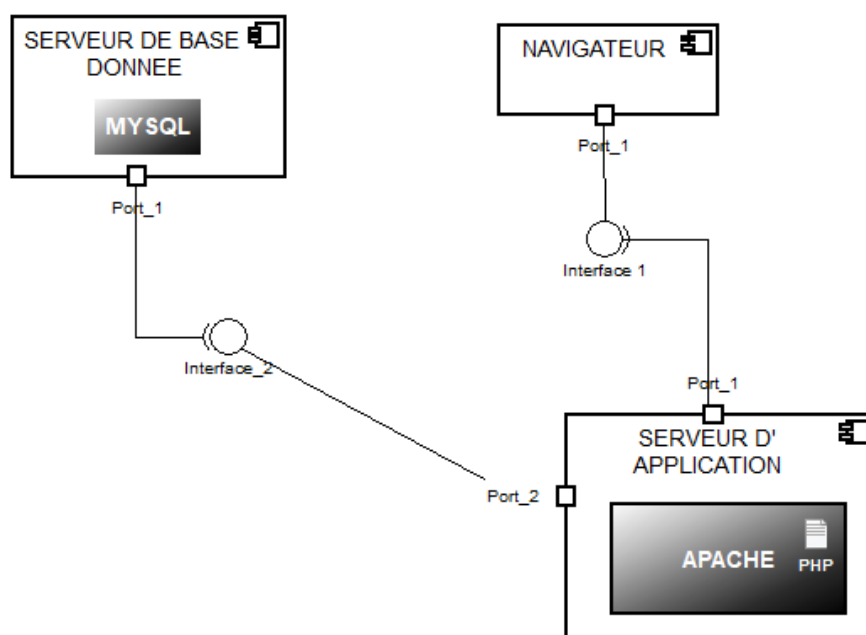 SERVEUR DE BASE
DONNEE
MYSQL
Port_1
NAVIGATEUR
Port_1
Interface 1
Interface_2
Port_1
SERVEUR D'
APPLICATION
Port_2
APACHE
PHP